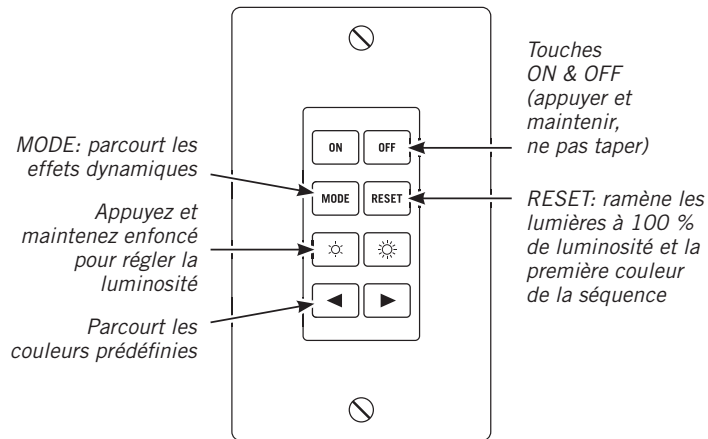 MODE: parcourt les
effets dynamiques
Appuyez et
maintenez enfoncé
pour régler la
luminosité
Parcourt les
couleurs prédéfinies
ON OFF
MODE RESET
Touches
ON & OFF
(appuyer et
maintenir,
ne pas taper)
RESET: ramène les
lumières à 100 %
de luminosité et la
première couleur
de la séquence